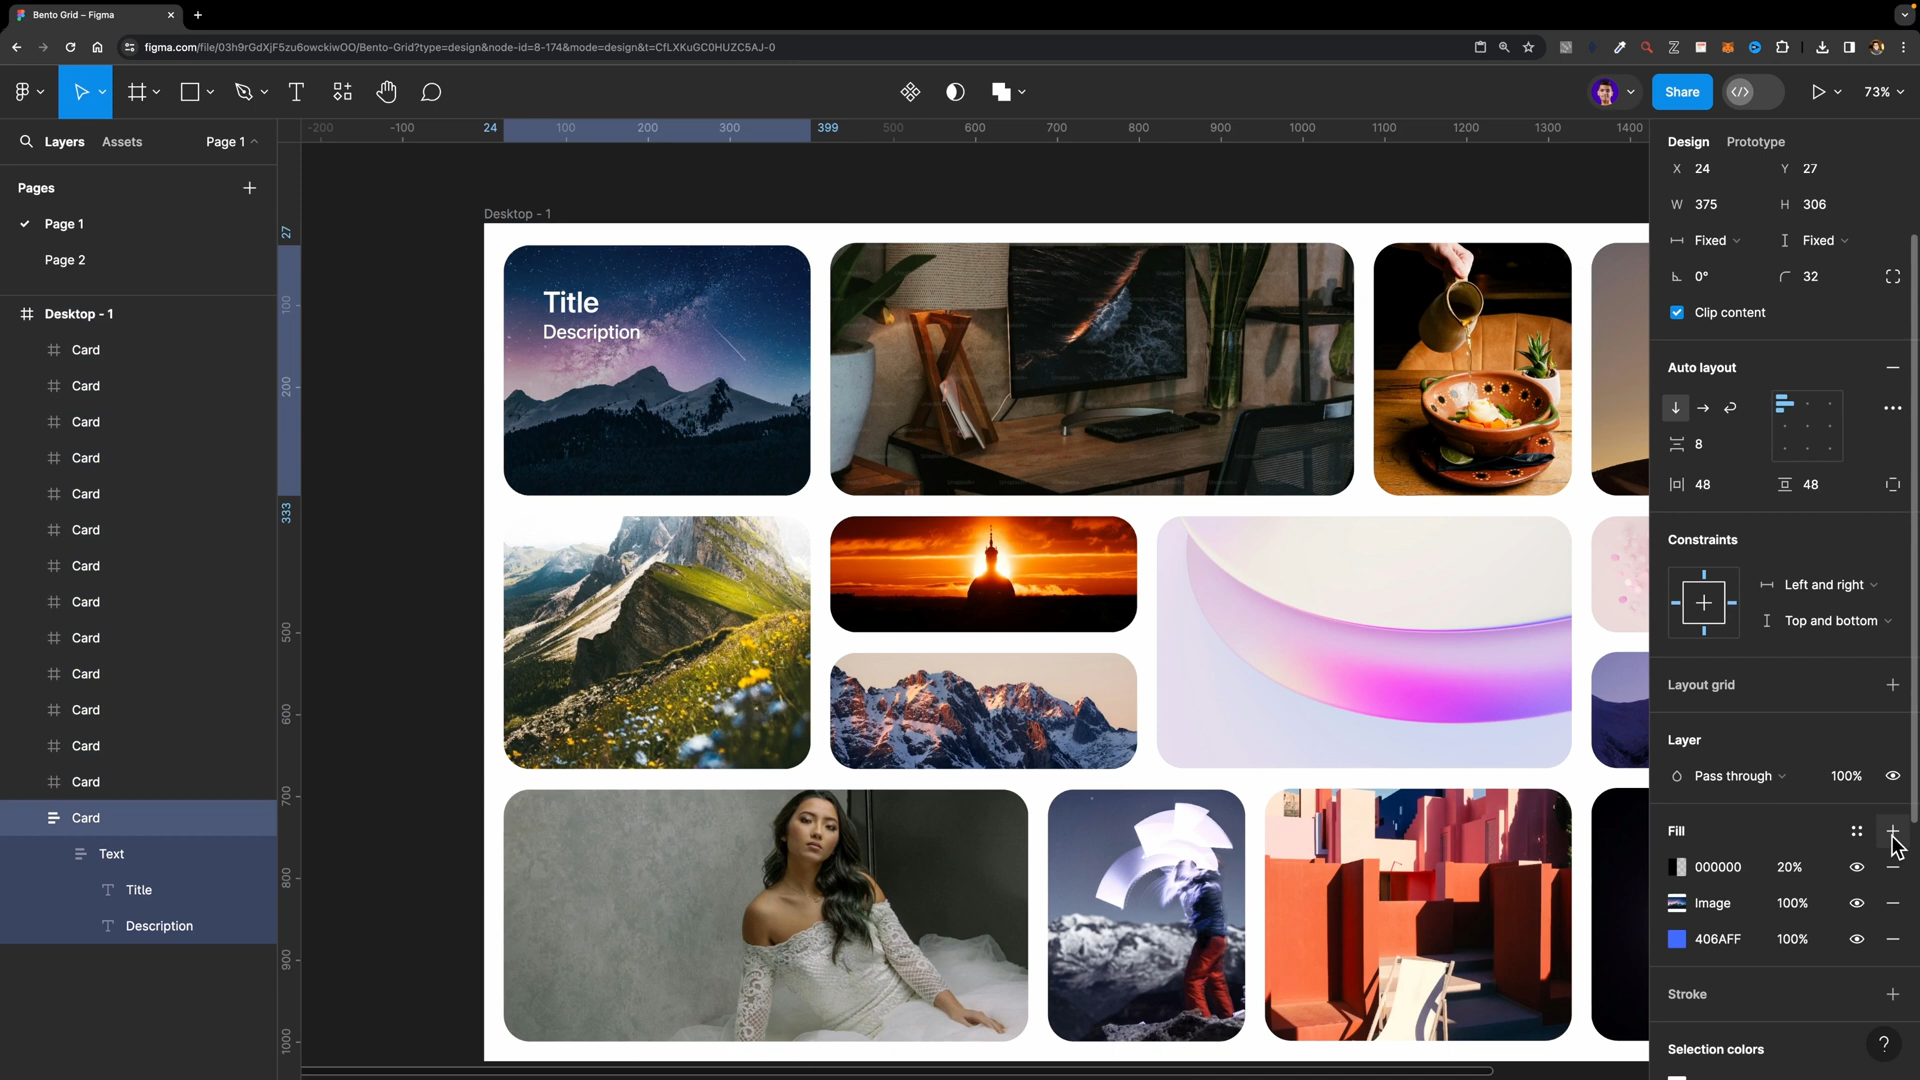 Bento Grid – Figma
figma.com/file/03h9rGdXjF5zu6owckiwOO/Bento-Grid?type=design&node-id=8-174&mode=design&t=CfLXKuGC0HUZC5AJ-0
Share
73%
Layers
Assets
Page 1
Design
Prototype
-200
-100
24
100
200
300
399
500
600
700
800
900
1000
1100
1200
1300
1400
Pages
Page 1
Page 2
Desktop - 1
Card
Card
Card
Card
Card
Card
Card
Card
Card
Card
Card
Card
Card
Card
Text
Title
Description
27
100
200
333
500
600
700
800
900
1000
Desktop - 1
Title
Description
X 24
Y 27
W 375
H 306
Fixed
Fixed
0°
32
Clip content
Auto layout
8
48
48
Constraints
Left and right
Top and bottom
Layout grid
Layer
Pass through
100%
Fill
000000 20%
Image 100%
406AFF 100%
Stroke
Selection colors
?